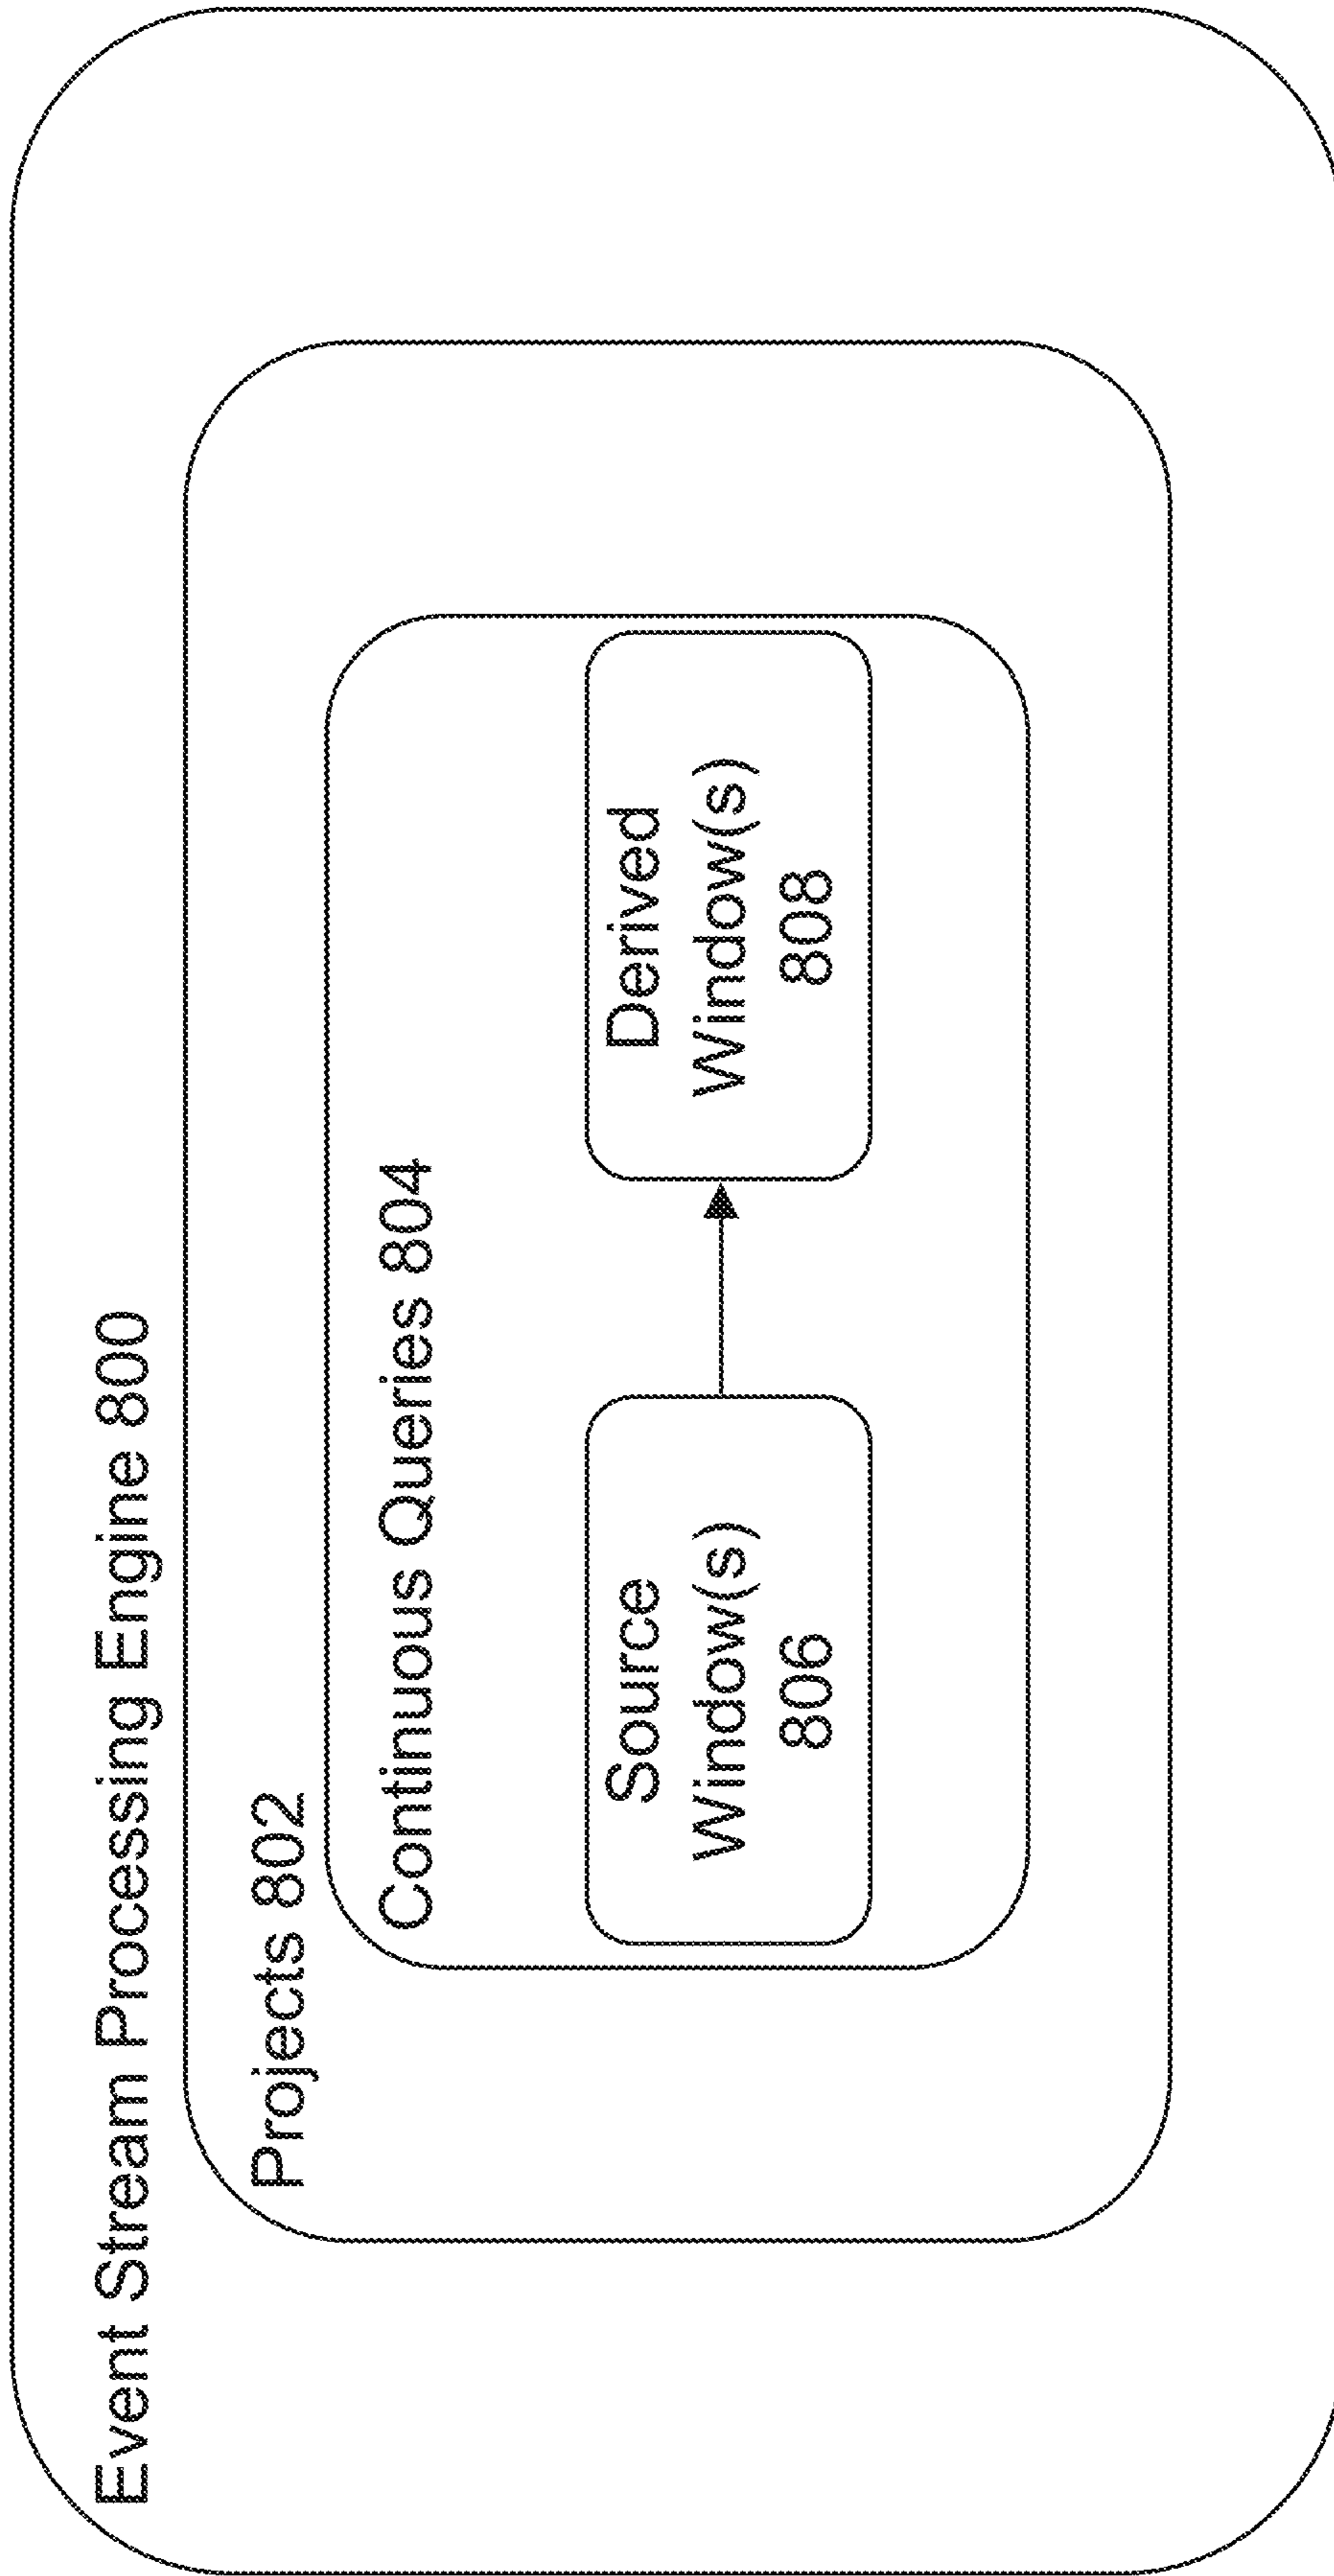 Event Stream Processing Engine 800
Projects 802
Continuous Queries 804
Source
Window(s)
806
Derived
Window(s)
808